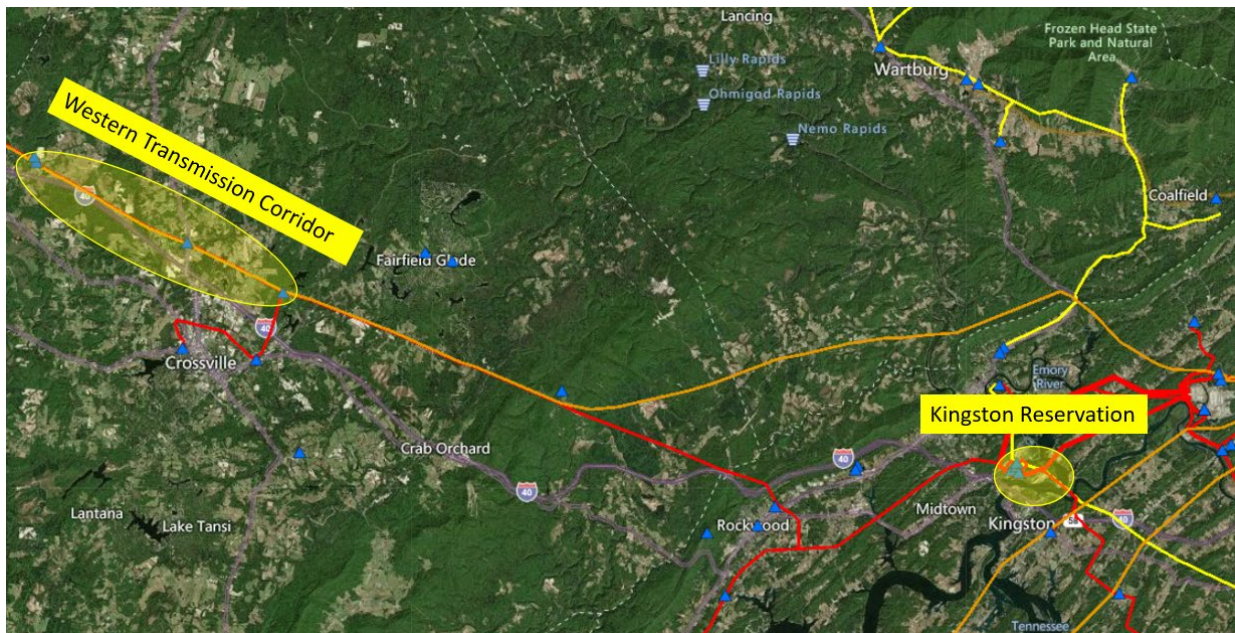 Lancing
Frozen Head State
Park and Natural
Area
Lilly Rapids
Wartburg
Ohmigod Rapids
Nemo Rapids
Western Transmission Corridor
40
Coalfield
Fairfield Glade
40
Crossville
Emory
River
Kingston Reservation
Crab Orchard
40
40
Lantana
Lake Tansi
Rockwood
Midtown
Kingston
58
40
Tennessee